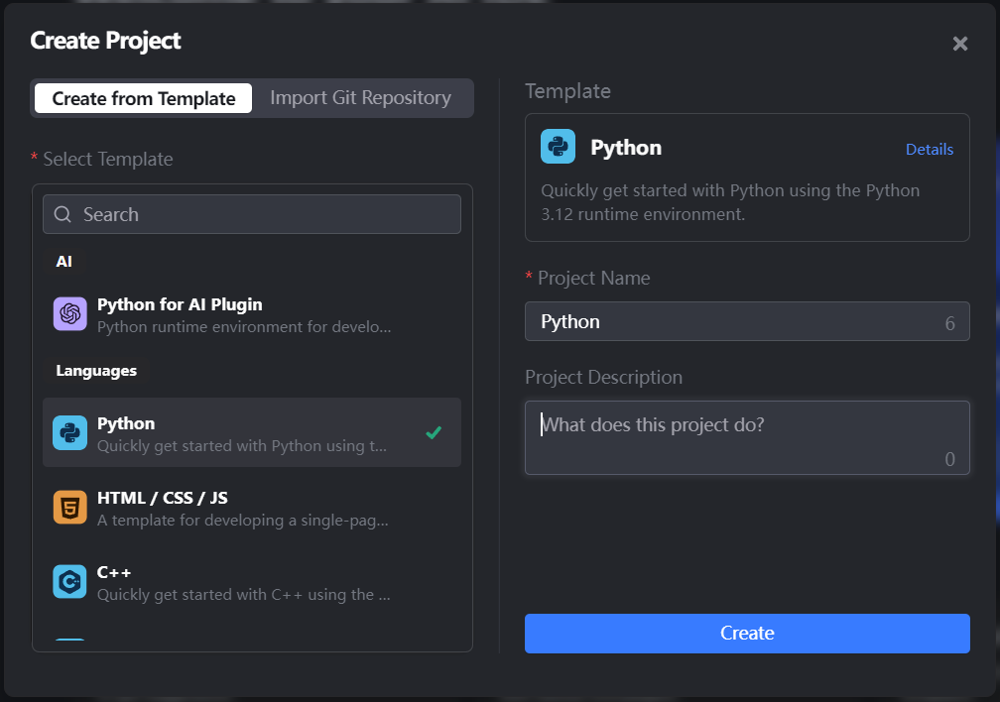 Create Project
Create from Template
Import Git Repository
* Select Template
Search
AI
Python for AI Plugin
Python runtime environment for develo...
Languages
Python
Quickly get started with Python using t...
HTML / CSS / JS
A template for developing a single-pag...
C++
Quickly get started with C++ using the ...
Template
Python
Details
Quickly get started with Python using the Python
3.12 runtime environment.
* Project Name
Python
6
Project Description
What does this project do?
0
Create